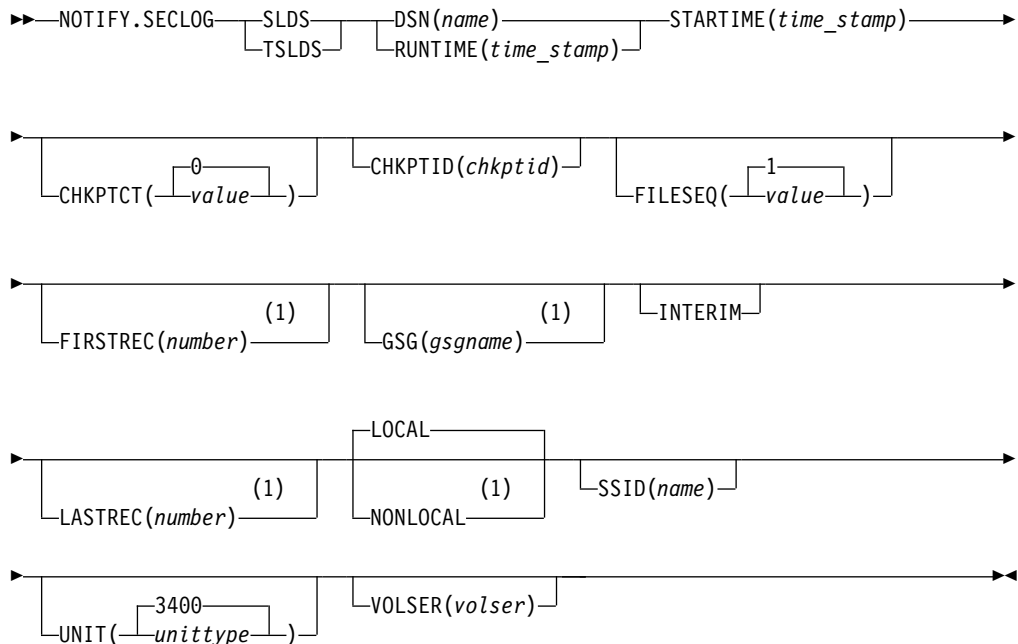 NOTIFY.SECLOG SLDS DSN(name) STARTIME(time_stamp)
TSLDS RUNTIME(time_stamp)
0 1
CHKPTCT( value ) CHKPTID(chkptid) FILESEQ( value )
(1) (1)
FIRSTREC(number) GSG(gsgname) INTERIM
LOCAL
(1) (1) SSID(name)
LASTREC(number) NONLOCAL
3400 VOLSER(volser)
UNIT( unittype )